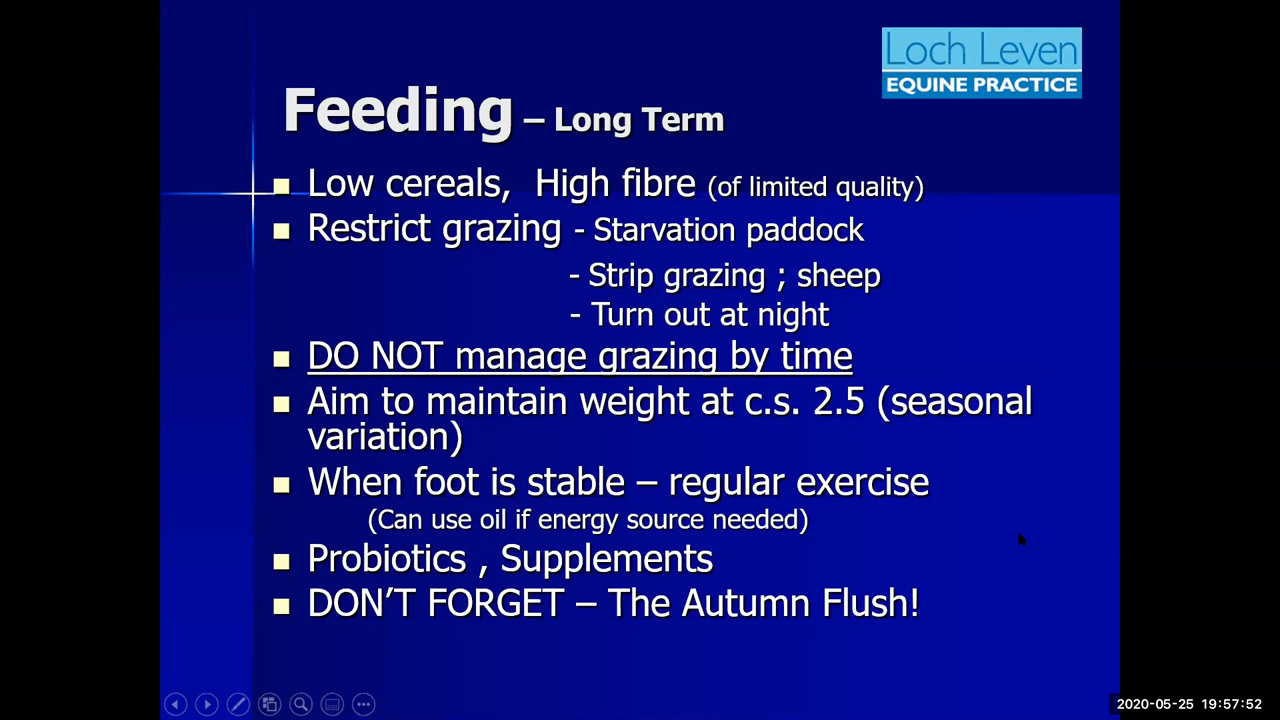 Loch Leven
EQUINE PRACTICE
Feeding – Long Term
Low cereals, High fibre (of limited quality)
Restrict grazing - Starvation paddock
- Strip grazing ; sheep
- Turn out at night
DO NOT manage grazing by time
Aim to maintain weight at c.s. 2.5 (seasonal
variation)
When foot is stable – regular exercise
(Can use oil if energy source needed)
Probiotics , Supplements
DON’T FORGET – The Autumn Flush!
2020-05-25 19:57:52